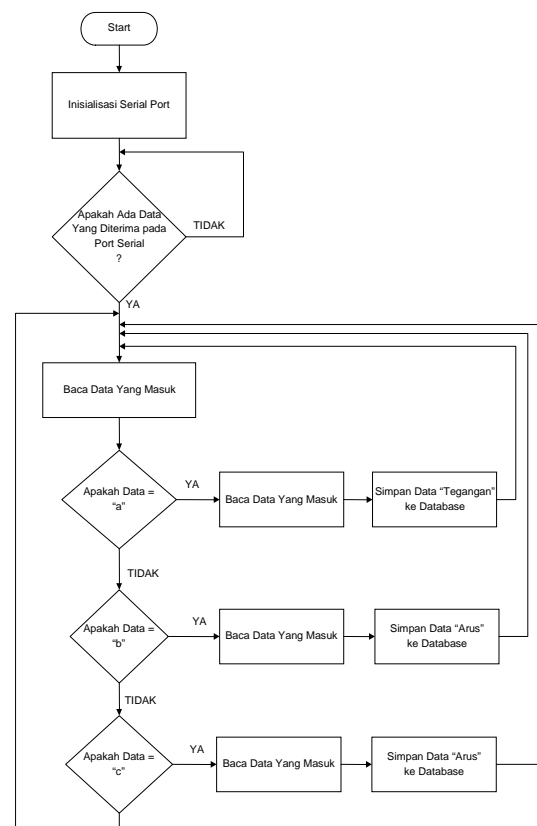 Start
Inisialisasi Serial Port
Apakah Ada Data
Yang Diterima pada
Port Serial
?
TIDAK
YA
Baca Data Yang Masuk
Apakah Data =
“a”
YA
Baca Data Yang Masuk
Simpan Data “Tegangan”
ke Database
TIDAK
Apakah Data =
“b”
YA
Baca Data Yang Masuk
Simpan Data “Arus”
ke Database
TIDAK
Apakah Data =
“c”
YA
Baca Data Yang Masuk
Simpan Data “Arus”
ke Database